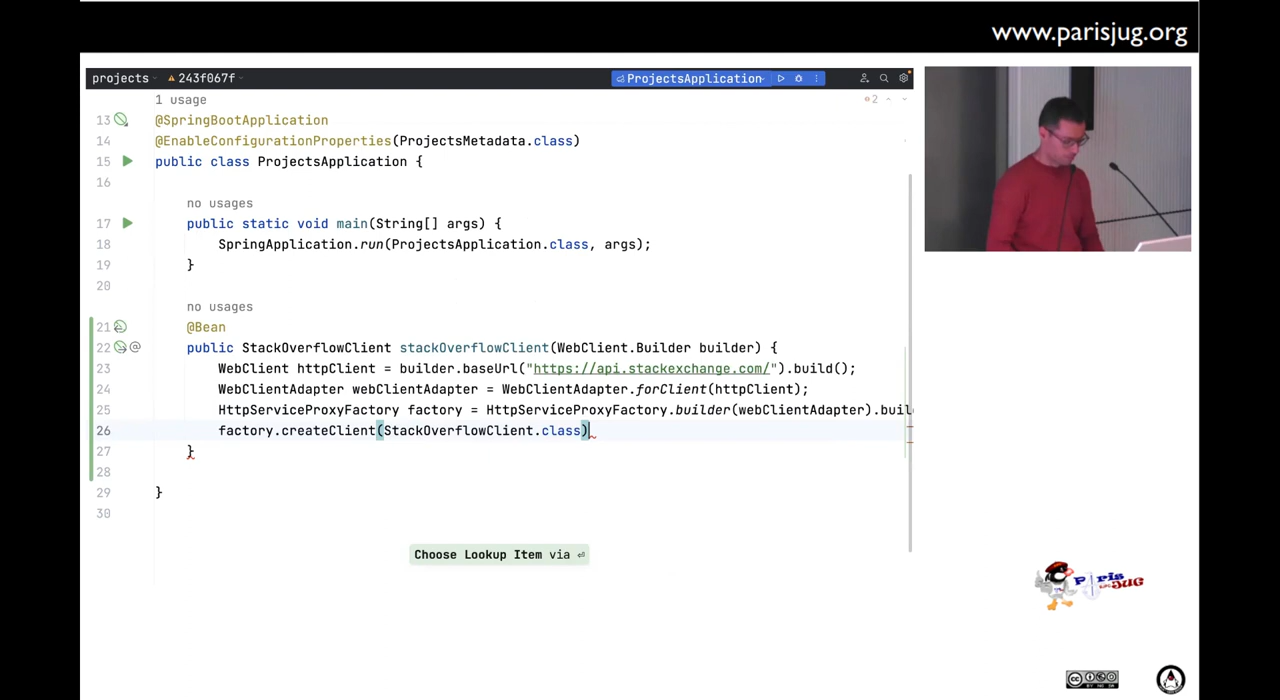 www.parisjug.org
projects
243f067f
ProjectsApplication
1 usage
2
13 @SpringBootApplication
14 @EnableConfigurationProperties(ProjectsMetadata.class)
15 public class ProjectsApplication {
16
no usages
17 public static void main(String[] args) {
18 SpringApplication.run(ProjectsApplication.class, args);
19 }
20
no usages
21 @Bean
22 @ public StackOverflowClient stackOverflowClient(WebClient.Builder builder) {
23 WebClient httpClient = builder.baseUrl("https://api.stackexchange.com/").build();
24 WebClientAdapter webClientAdapter = WebClientAdapter.forClient(httpClient);
25 HttpServiceProxyFactory factory = HttpServiceProxyFactory.builder(webClientAdapter).buil
26 factory.createClient(StackOverflowClient.class)
27 }
28
29 }
30
Choose Lookup Item via ⏎
Paris
JUG